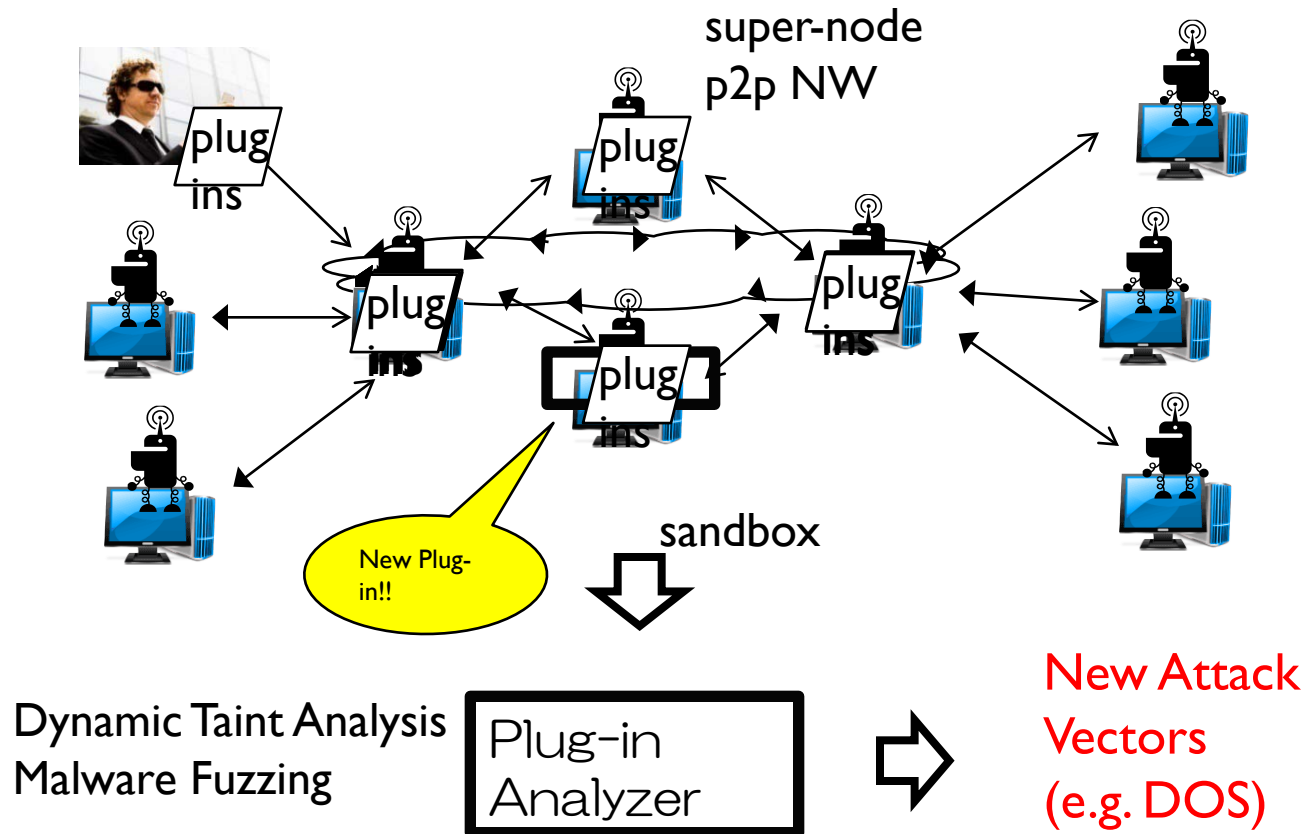 super-node
p2p NW
plug
ins
plug
ins
plug
ins
plug
ins
plug
ins
New Plug-
in!!
sandbox
Dynamic Taint Analysis
Malware Fuzzing
Plug-in
Analyzer
New Attack
Vectors
(e.g. DOS)